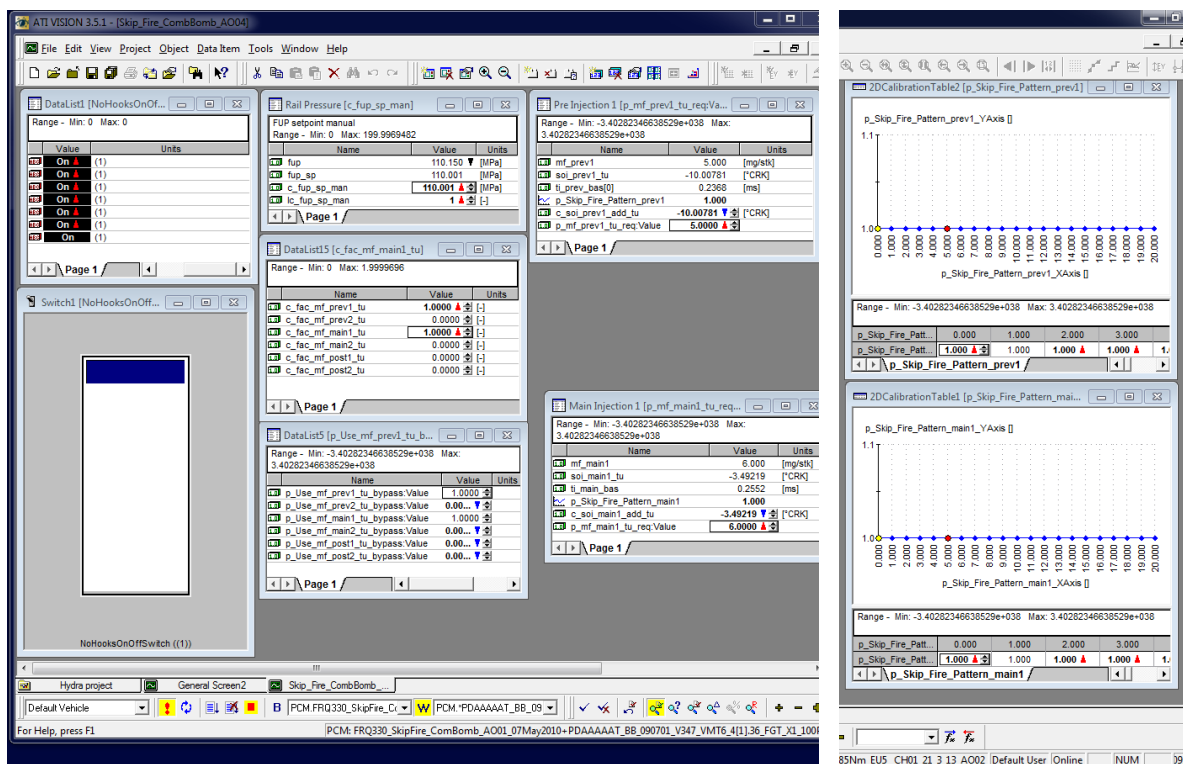 ATI VISION 3.5.1 - [Skip_Fire_CombBomb_AO04]
File Edit View Project Object Data Item Tools Window Help
DataList1 [NoHooksOnOf...
Range - Min: 0 Max: 0
Value Units
On (1)
On (1)
On (1)
On (1)
On (1)
On (1)
On (1)
Page 1
Switch1 [NoHooksOnOff...
NoHooksOnOffSwitch ((1))
Rail Pressure [c_fup_sp_man]
FUP setpoint manual
Range - Min: 0 Max: 199.9969482
Name Value Units
fup 110.150 [MPa]
fup_sp 110.001 [MPa]
c_fup_sp_man 110.001 [MPa]
lc_fup_sp_man 1 [-]
Page 1
DataList15 [c_fac_mf_main1_tu]
Range - Min: 0 Max: 1.9999696
Name Value Units
c_fac_mf_prev1_tu 1.0000 [-]
c_fac_mf_prev2_tu 0.0000 [-]
c_fac_mf_main1_tu 1.0000 [-]
c_fac_mf_main2_tu 0.0000 [-]
c_fac_mf_post1_tu 0.0000 [-]
c_fac_mf_post2_tu 0.0000 [-]
Page 1
DataList5 [p_Use_mf_prev1_tu_b...
Range - Min: -3.40282346638529e+038 Max:
3.40282346638529e+038
Name Value Units
p_Use_mf_prev1_tu_bypass:Value 1.0000
p_Use_mf_prev2_tu_bypass:Value 0.00...
p_Use_mf_main1_tu_bypass:Value 1.0000
p_Use_mf_main2_tu_bypass:Value 0.00...
p_Use_mf_post1_tu_bypass:Value 0.00...
p_Use_mf_post2_tu_bypass:Value 0.00...
Page 1
Pre Injection 1 [p_mf_prev1_tu_req:Va...
Range - Min: -3.40282346638529e+038 Max:
3.40282346638529e+038
Name Value Units
mf_prev1 5.000 [mg/stk]
soi_prev1_tu -10.00781 [°CRK]
ti_prev_bas[0] 0.2368 [ms]
p_Skip_Fire_Pattern_prev1 1.000
c_soi_prev1_add_tu -10.00781 [°CRK]
p_mf_prev1_tu_req:Value 5.0000
Page 1
Main Injection 1 [p_mf_main1_tu_req...
Range - Min: -3.40282346638529e+038 Max:
3.40282346638529e+038
Name Value Units
mf_main1 6.000 [mg/stk]
soi_main1_tu -3.49219 [°CRK]
ti_main_bas 0.2552 [ms]
p_Skip_Fire_Pattern_main1 1.000
c_soi_main1_add_tu -3.49219 [°CRK]
p_mf_main1_tu_req:Value 6.0000
Page 1
Hydra project General Screen2 Skip_Fire_CombBomb_...
Default Vehicle B PCM.FRQ330_SkipFire_Cc W PCM.*PDAAAAAT_BB_09
For Help, press F1 PCM: FRQ330_SkipFire_ComBomb_AO01_07May2010+PDAAAAAT_BB_090701_V347_VMT6_4[1].36_FGT_X1_100P
2DCalibrationTable2 [p_Skip_Fire_Pattern_prev1]
p_Skip_Fire_Pattern_prev1_YAxis []
1.1
1.0
0.000 1.000 2.000 3.000 4.000 5.000 6.000 7.000 8.000 9.000 10.000 11.000 12.000 13.000 14.000 15.000 16.000 17.000 18.000 19.000 20.000
p_Skip_Fire_Pattern_prev1_XAxis []
Range - Min: -3.40282346638529e+038 Max: 3.40282346638529e+038
p_Skip_Fire_Patt... 0.000 1.000 2.000 3.000
p_Skip_Fire_Patt... 1.000 1.000 1.000 1.000 1.
p_Skip_Fire_Pattern_prev1
2DCalibrationTable1 [p_Skip_Fire_Pattern_mai...
p_Skip_Fire_Pattern_main1_YAxis []
1.1
1.0
0.000 1.000 2.000 3.000 4.000 5.000 6.000 7.000 8.000 9.000 10.000 11.000 12.000 13.000 14.000 15.000 16.000 17.000 18.000 19.000 20.000
p_Skip_Fire_Pattern_main1_XAxis []
Range - Min: -3.40282346638529e+038 Max: 3.40282346638529e+038
p_Skip_Fire_Patt... 0.000 1.000 2.000 3.000
p_Skip_Fire_Patt... 1.000 1.000 1.000 1.000 1.
p_Skip_Fire_Pattern_main1
85Nm_EU5_CH01_21_3_13_AO02 Default User Online NUM 09